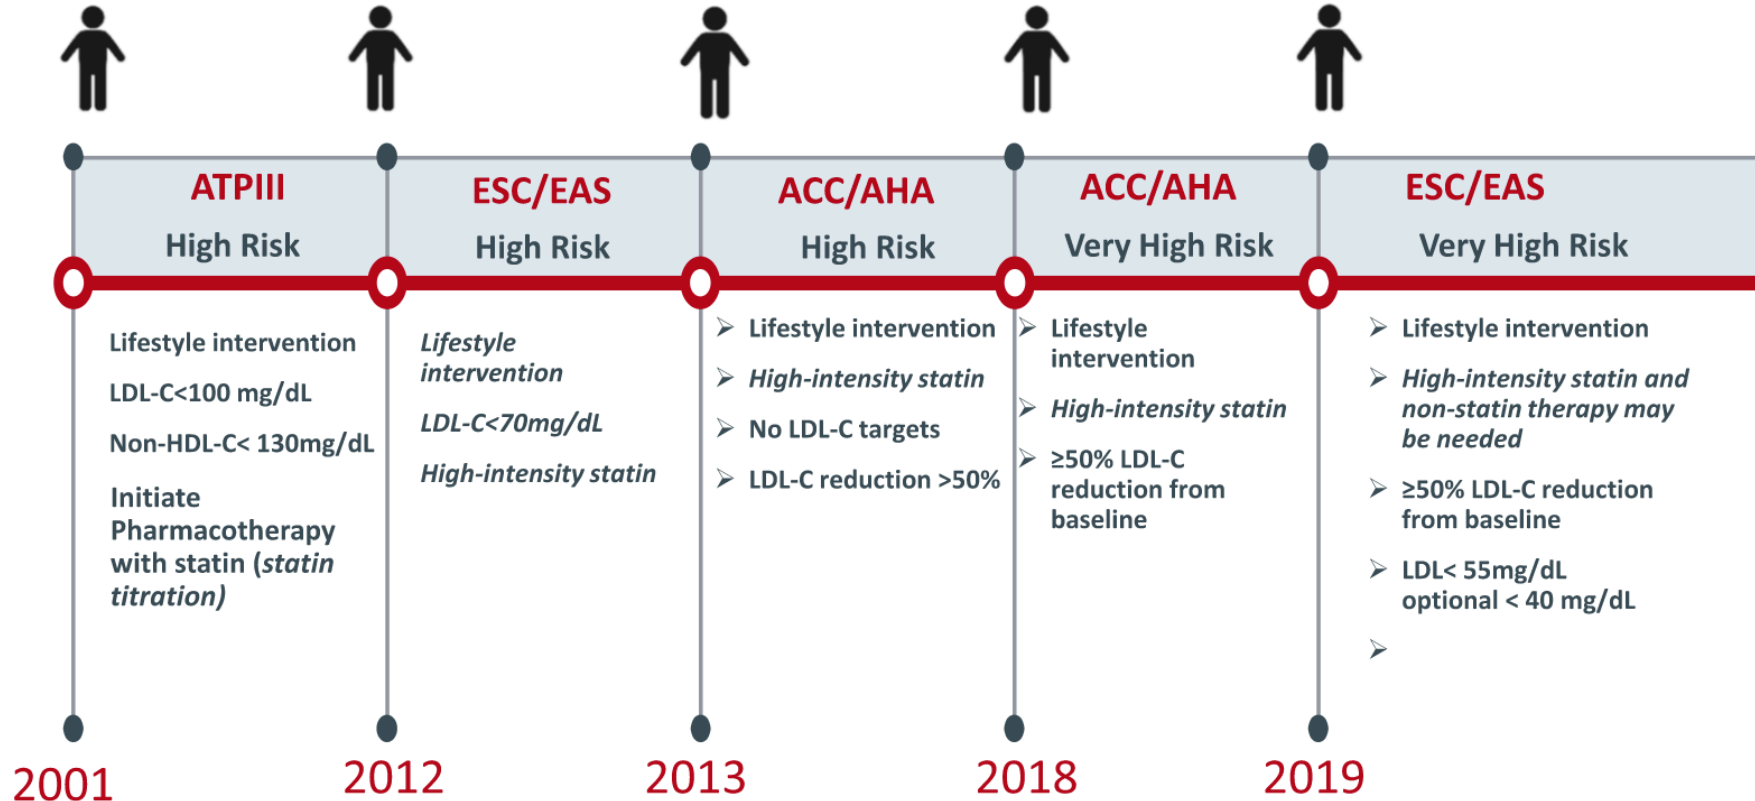 ATPIII
High Risk
Lifestyle intervention
LDL-C<100 mg/dL
Non-HDL-C< 130mg/dL
Initiate
Pharmacotherapy
with statin (statin
titration)
2001
ESC/EAS
High Risk
Lifestyle
intervention
LDL-C<70mg/dL
High-intensity statin
2012
ACC/AHA
High Risk
➢ Lifestyle intervention
➢ High-intensity statin
➢ No LDL-C targets
➢ LDL-C reduction >50%
2013
ACC/AHA
Very High Risk
➢ Lifestyle
intervention
➢ High-intensity statin
➢ ≥50% LDL-C
reduction from
baseline
2018
ESC/EAS
Very High Risk
➢ Lifestyle intervention
➢ High-intensity statin and
non-statin therapy may
be needed
➢ ≥50% LDL-C reduction
from baseline
➢ LDL< 55mg/dL
optional < 40 mg/dL
➢
2019